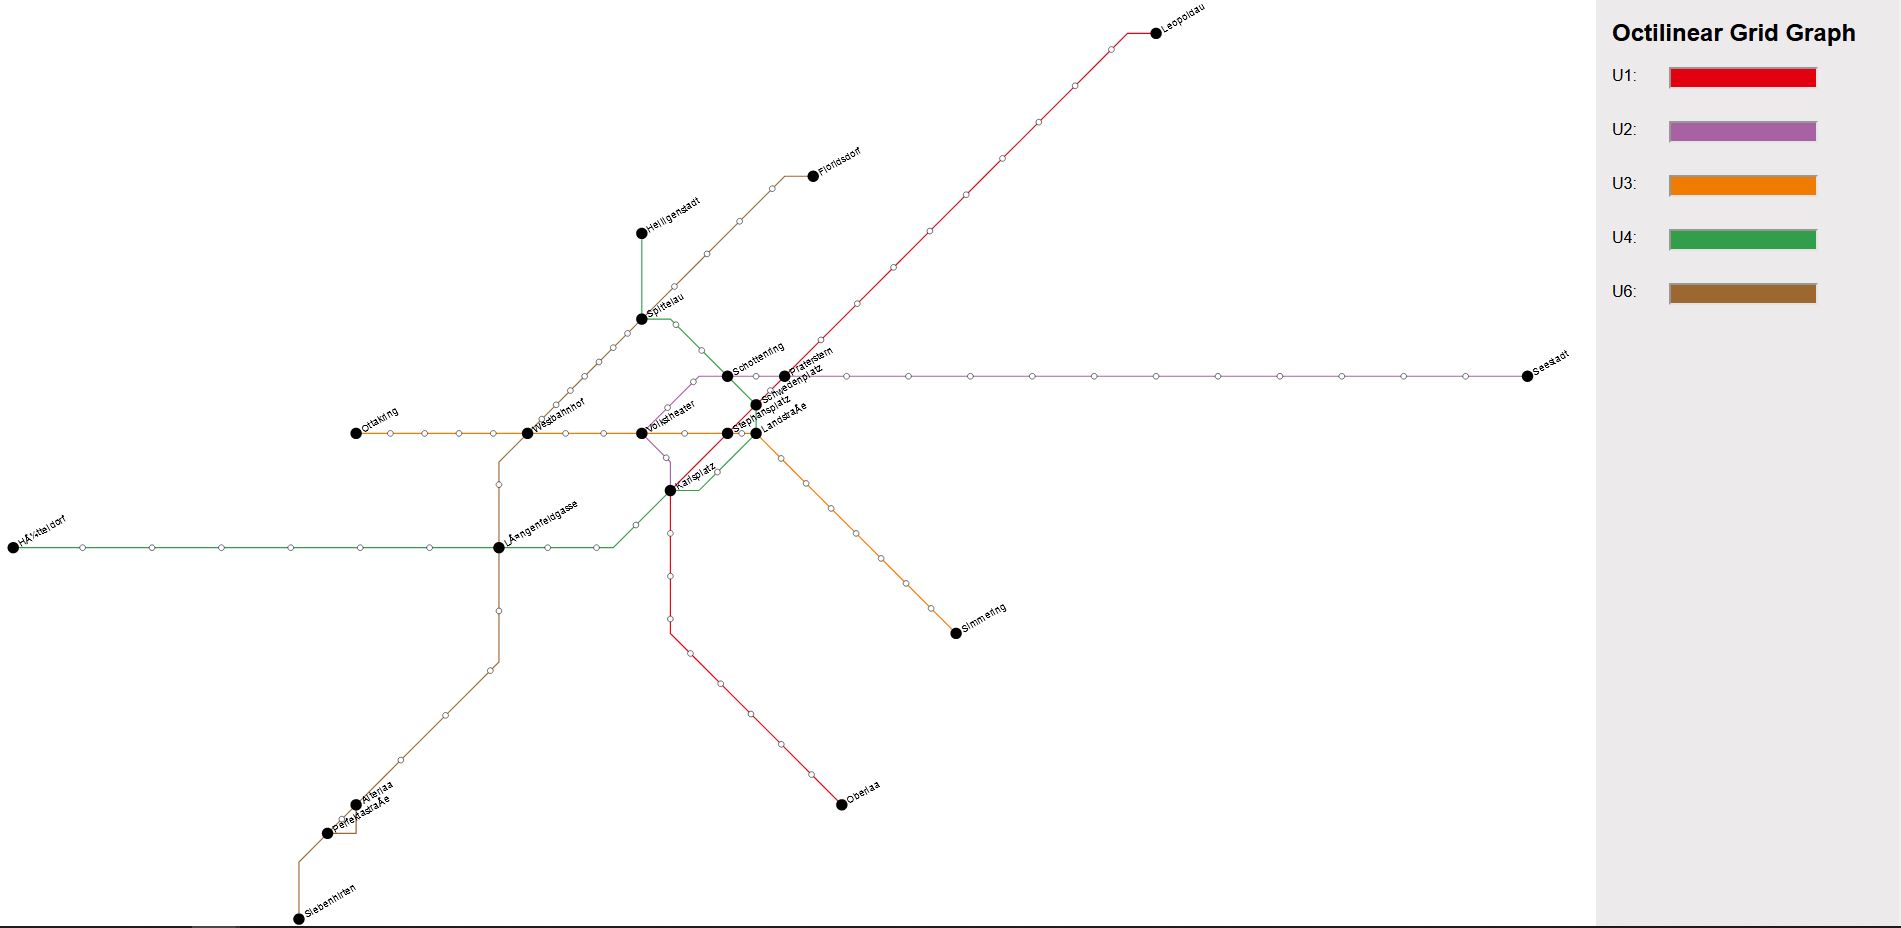 Leopoldau
Octilinear Grid Graph
U1:
U2:
U3:
U4:
U6:
Floridsdorf
Heiligenstadt
Spittelau
Schottenring
Praterstern
Schwedenplatz
Seestadt
Ottakring
Westbahnhof
Volkstheater
Stephansplatz
LandstraÃe
Karlsplatz
HÃ¼tteldorf
LÃ¤ngenfeldgasse
Simmering
Alterlaa
PerfektastraÃe
Oberlaa
Siebenhirten